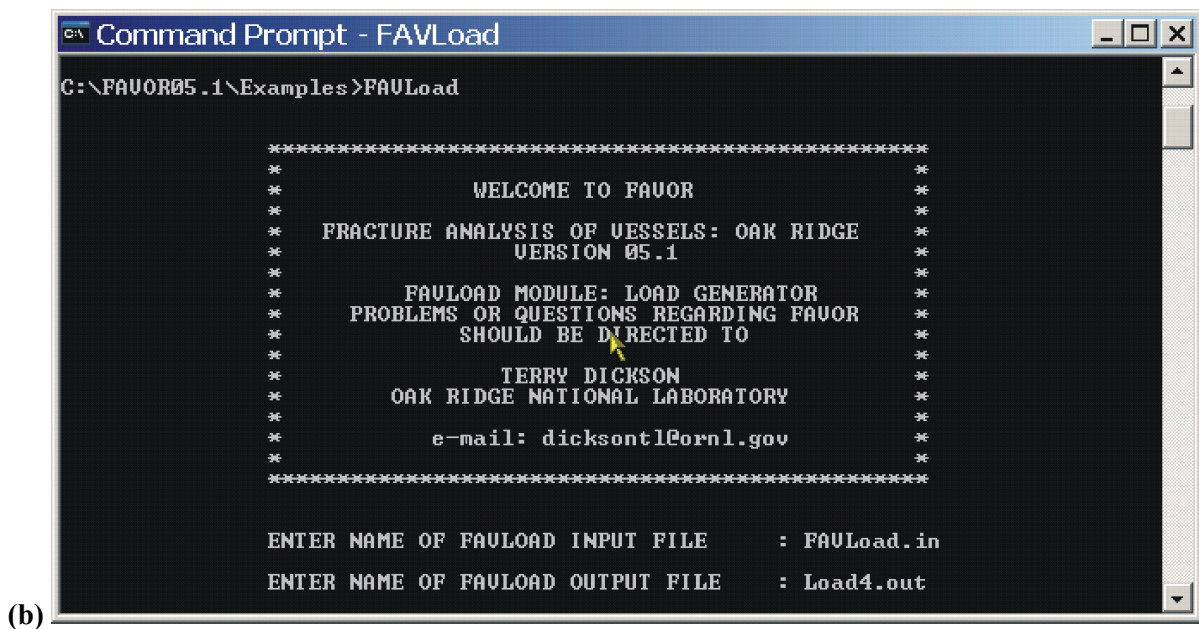 Command Prompt - FAVLoad
C:\FAVOR05.1\Examples>FAVLoad
**************************************************
* *
* WELCOME TO FAVOR *
* *
* FRACTURE ANALYSIS OF VESSELS: OAK RIDGE *
* VERSION 05.1 *
* *
* FAVLOAD MODULE: LOAD GENERATOR *
* PROBLEMS OR QUESTIONS REGARDING FAVOR *
* SHOULD BE DIRECTED TO *
* *
* TERRY DICKSON *
* OAK RIDGE NATIONAL LABORATORY *
* *
* e-mail: dicksontl@ornl.gov *
* *
**************************************************
ENTER NAME OF FAVLOAD INPUT FILE : FAVLoad.in
ENTER NAME OF FAVLOAD OUTPUT FILE : Load4.out
(b)